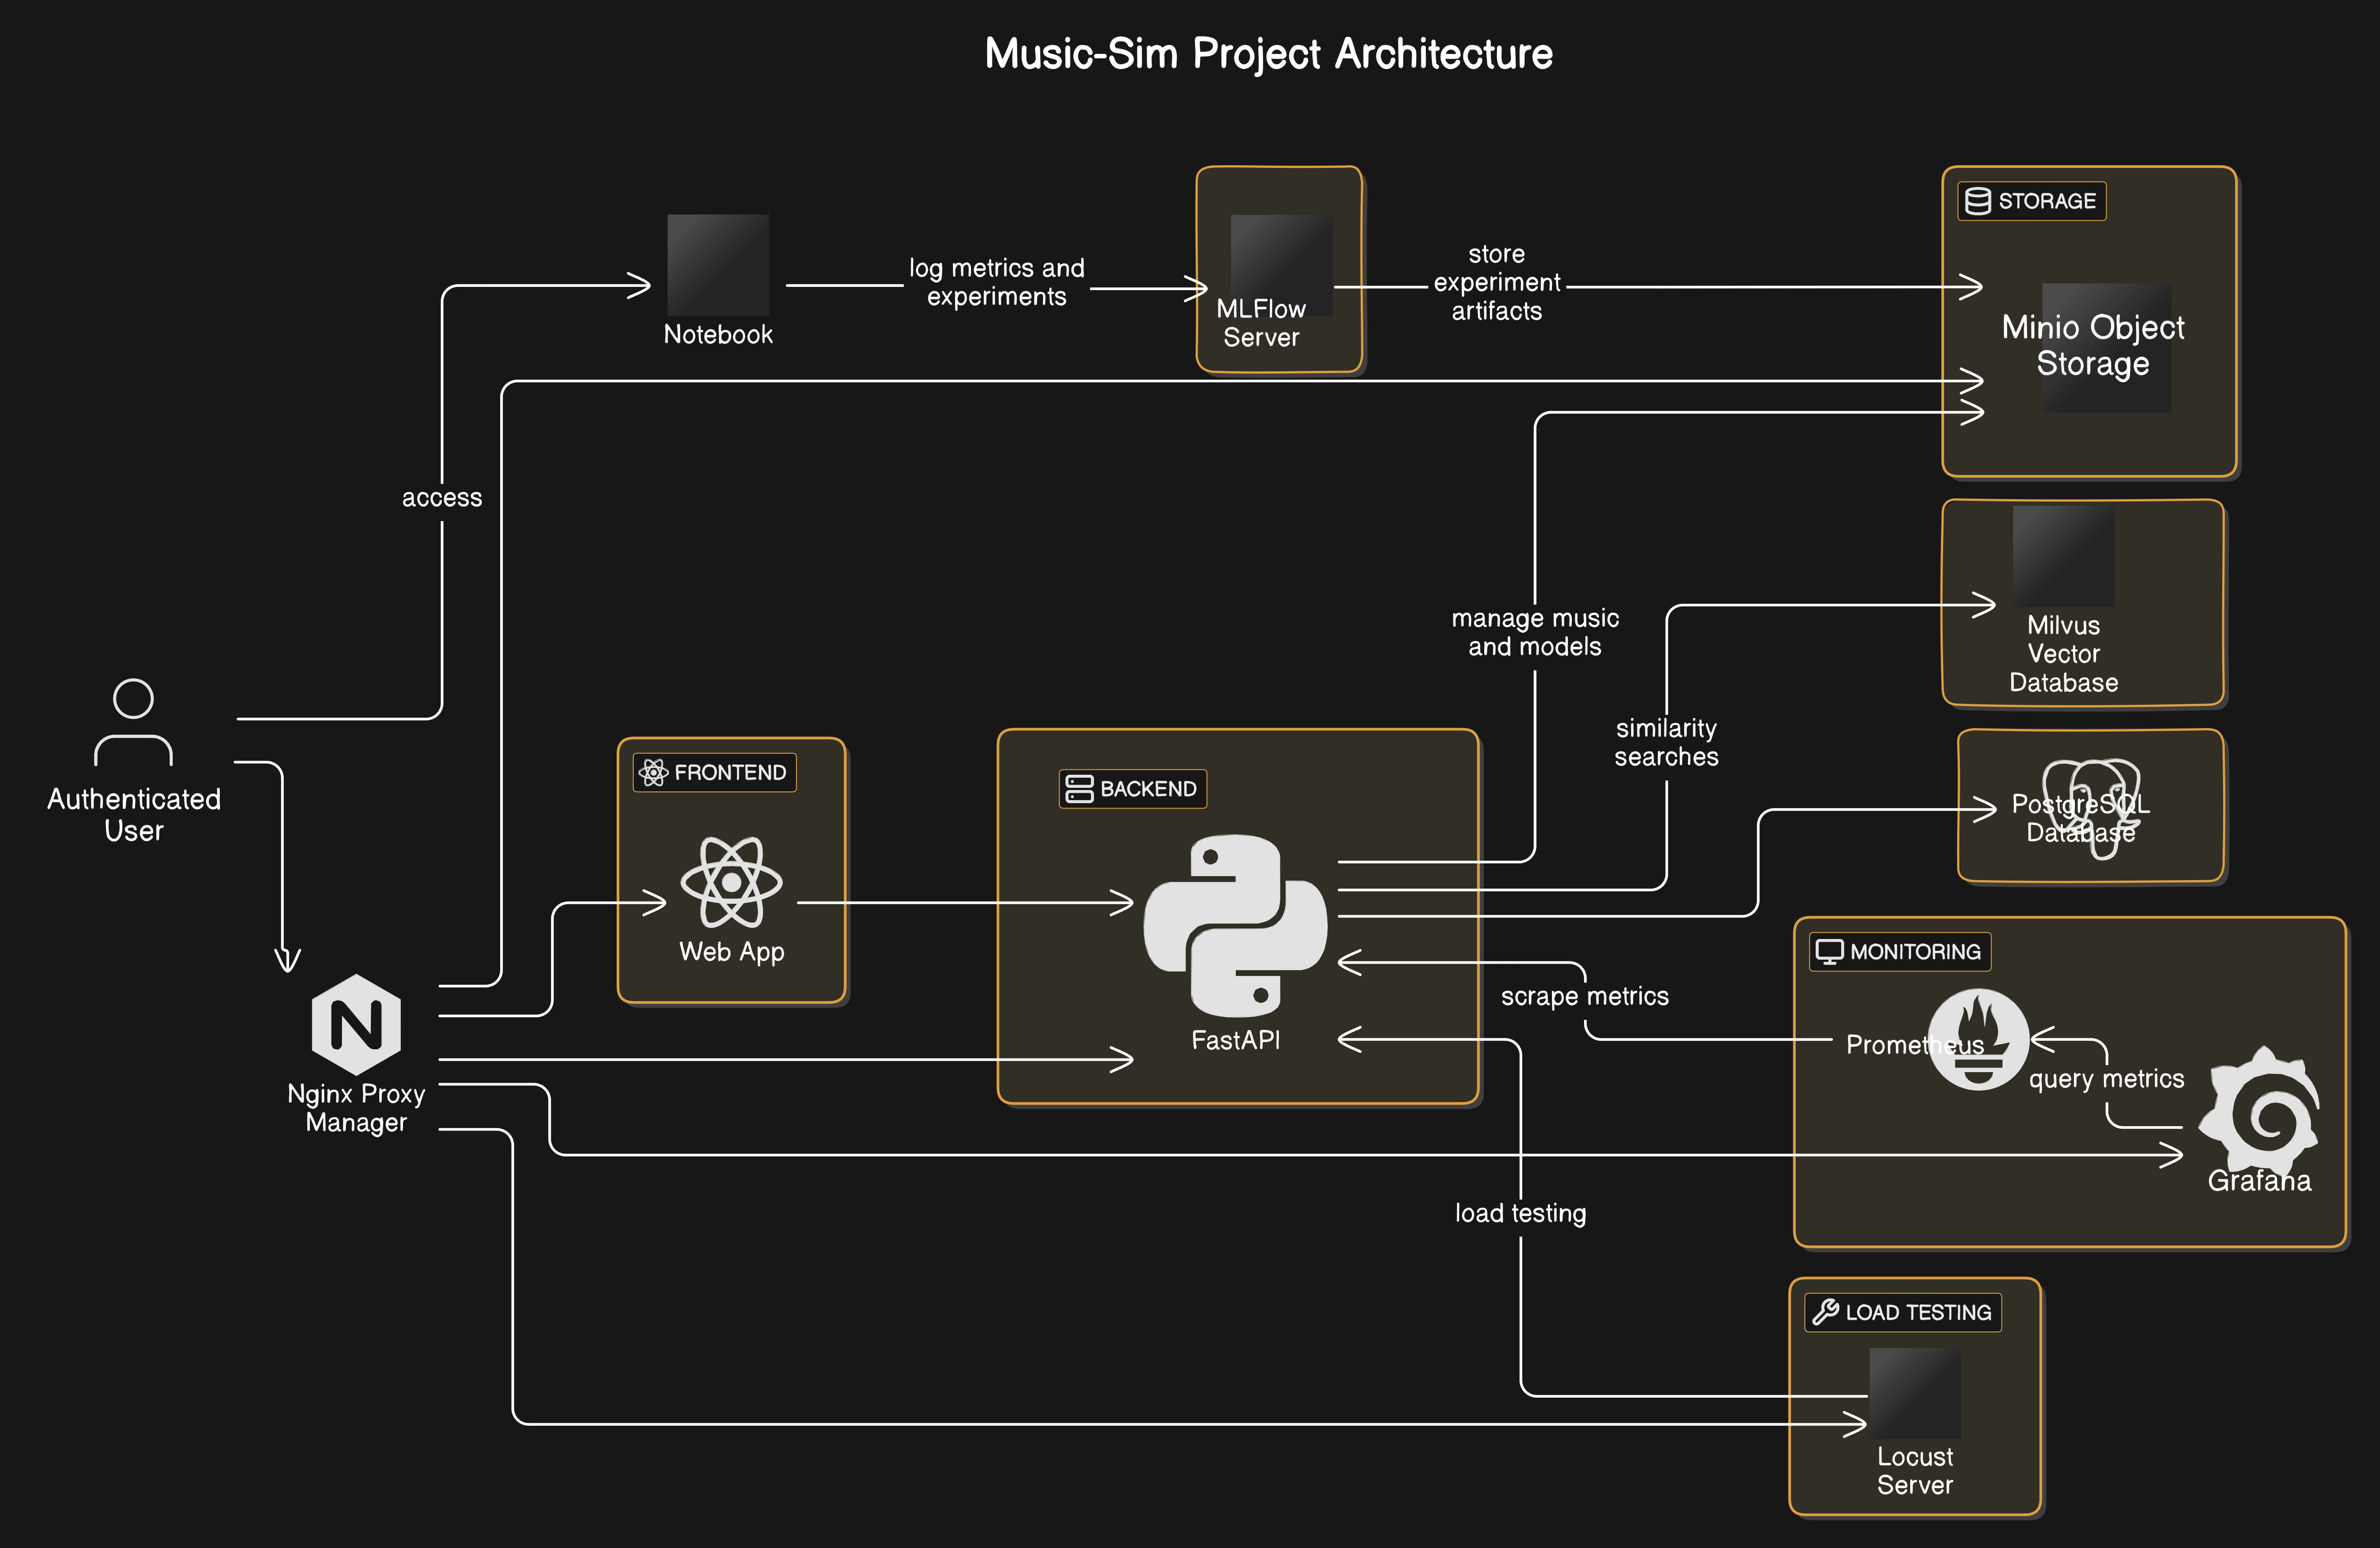 Music-Sim Project Architecture
STORAGE
log metrics and
experiments
store
experiment
artifacts
MLFlow
Server
Notebook
Minio Object
Storage
access
manage music
and models
Milvus
Vector
Database
similarity
searches
FRONTEND
BACKEND
Authenticated
User
PostgreSQL
Database
Web App
MONITORING
scrape metrics
FastAPI
Prometheus
query metrics
N
Nginx Proxy
Manager
Grafana
load testing
LOAD TESTING
Locust
Server